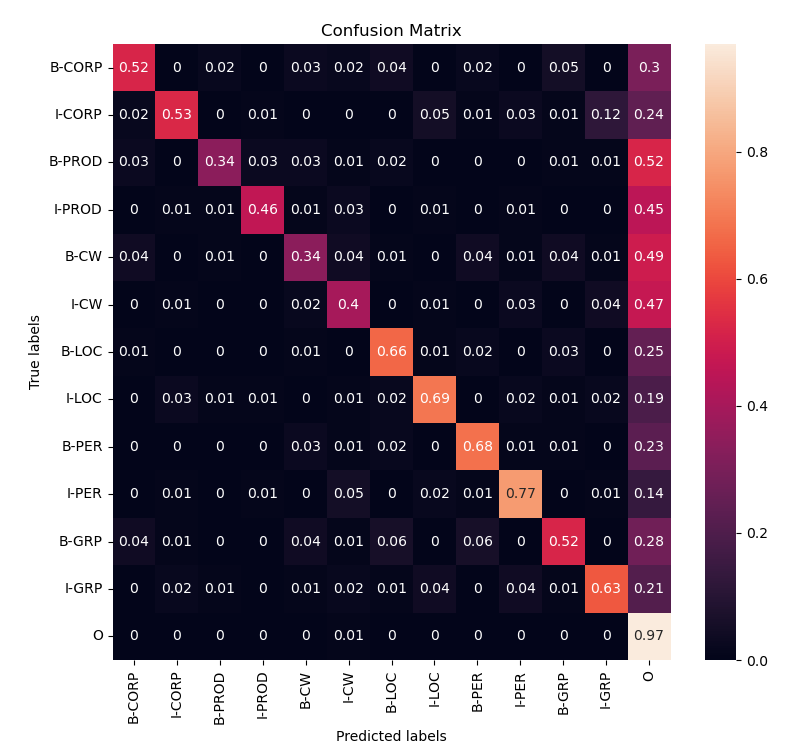 Confusion Matrix
B-CORP 0.52 0 0.02 0 0.03 0.02 0.04 0 0.02 0 0.05 0 0.3
I-CORP 0.02 0.53 0 0.01 0 0 0 0.05 0.01 0.03 0.01 0.12 0.24
B-PROD 0.03 0 0.34 0.03 0.03 0.01 0.02 0 0 0 0.01 0.01 0.52
I-PROD 0 0.01 0.01 0.46 0.01 0.03 0 0.01 0 0.01 0 0 0.45
B-CW 0.04 0 0.01 0 0.34 0.04 0.01 0 0.04 0.01 0.04 0.01 0.49
I-CW 0 0.01 0 0 0.02 0.4 0 0.01 0 0.03 0 0.04 0.47
B-LOC 0.01 0 0 0 0.01 0 0.66 0.01 0.02 0 0.03 0 0.25
I-LOC 0 0.03 0.01 0.01 0 0.01 0.02 0.69 0 0.02 0.01 0.02 0.19
B-PER 0 0 0 0 0.03 0.01 0.02 0 0.68 0.01 0.01 0 0.23
I-PER 0 0.01 0 0.01 0 0.05 0 0.02 0.01 0.77 0 0.01 0.14
B-GRP 0.04 0.01 0 0 0.04 0.01 0.06 0 0.06 0 0.52 0 0.28
I-GRP 0 0.02 0.01 0 0.01 0.02 0.01 0.04 0 0.04 0.01 0.63 0.21
O 0 0 0 0 0 0.01 0 0 0 0 0 0 0.97
B-CORP I-CORP B-PROD I-PROD B-CW I-CW B-LOC I-LOC B-PER I-PER B-GRP I-GRP O
Predicted labels
True labels
0.8
0.6
0.4
0.2
0.0